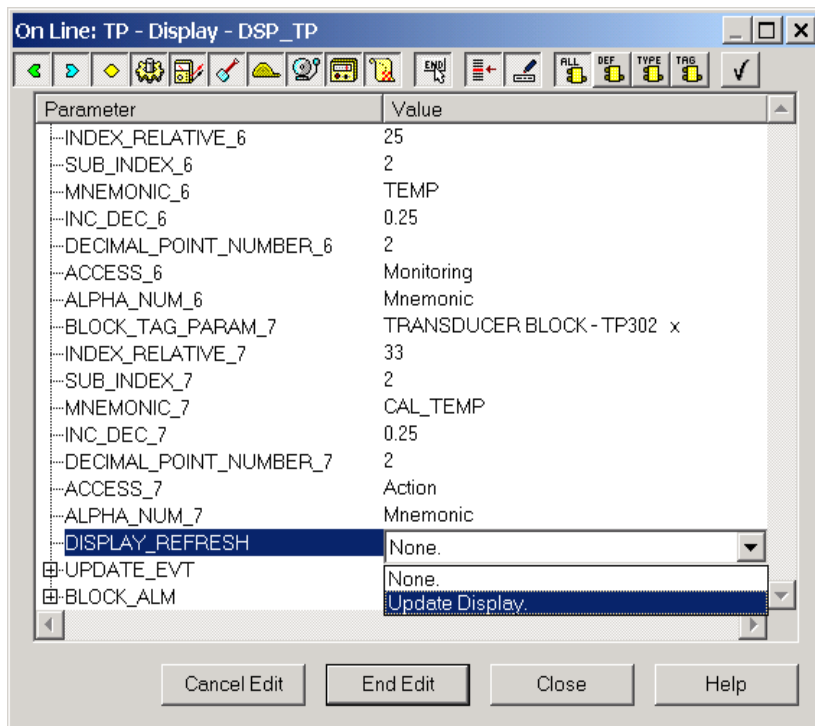 On Line: TP - Display - DSP_TP
END ALL DEF TYPE TAG
Parameter Value
INDEX_RELATIVE_6 25
SUB_INDEX_6 2
MNEMONIC_6 TEMP
INC_DEC_6 0.25
DECIMAL_POINT_NUMBER_6 2
ACCESS_6 Monitoring
ALPHA_NUM_6 Mnemonic
BLOCK_TAG_PARAM_7 TRANSDUCER BLOCK - TP302 x
INDEX_RELATIVE_7 33
SUB_INDEX_7 2
MNEMONIC_7 CAL_TEMP
INC_DEC_7 0.25
DECIMAL_POINT_NUMBER_7 2
ACCESS_7 Action
ALPHA_NUM_7 Mnemonic
DISPLAY_REFRESH None.
UPDATE_EVT None.
BLOCK_ALM Update Display.
Cancel Edit End Edit Close Help